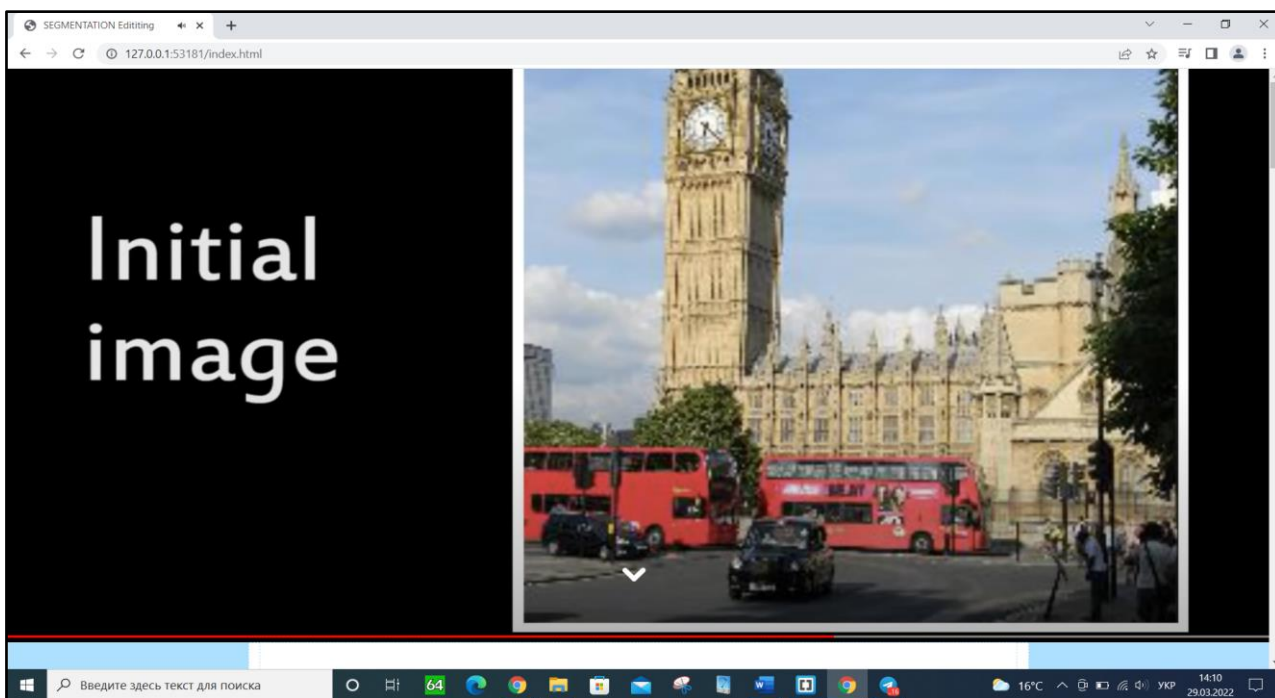 SEGMENTATION Edititing
127.0.0.1:53181/index.html
Initial
image
Введите здесь текст для поиска
64
16°C
УКР
14:10
29.03.2022